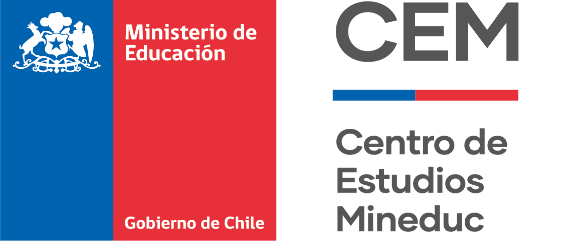 Ministerio de
Educación
Gobierno de Chile
CEM
Centro de
Estudios
Mineduc